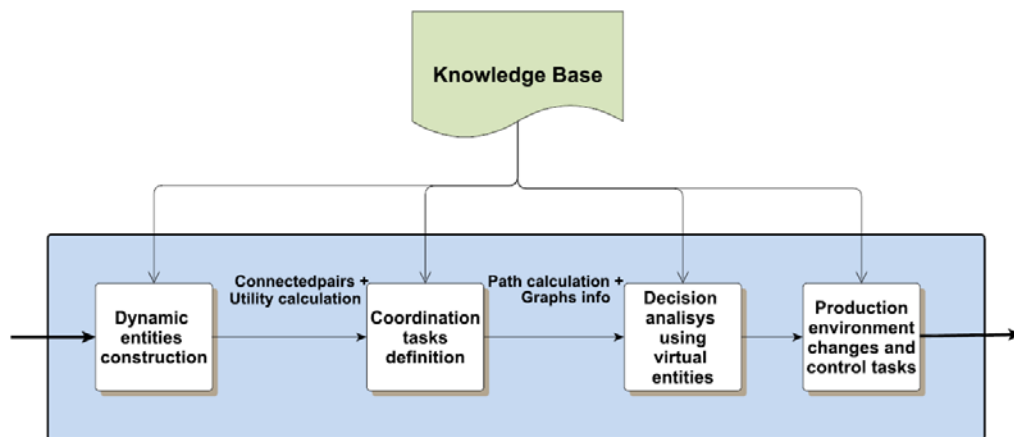 Knowledge Base
Connectedpairs +
Utility calculation
Path calculation +
Graphs info
Dynamic
entities
construction
Coordination
tasks
definition
Decision
analisys
using
virtual
entities
Production
environment
changes and
control tasks